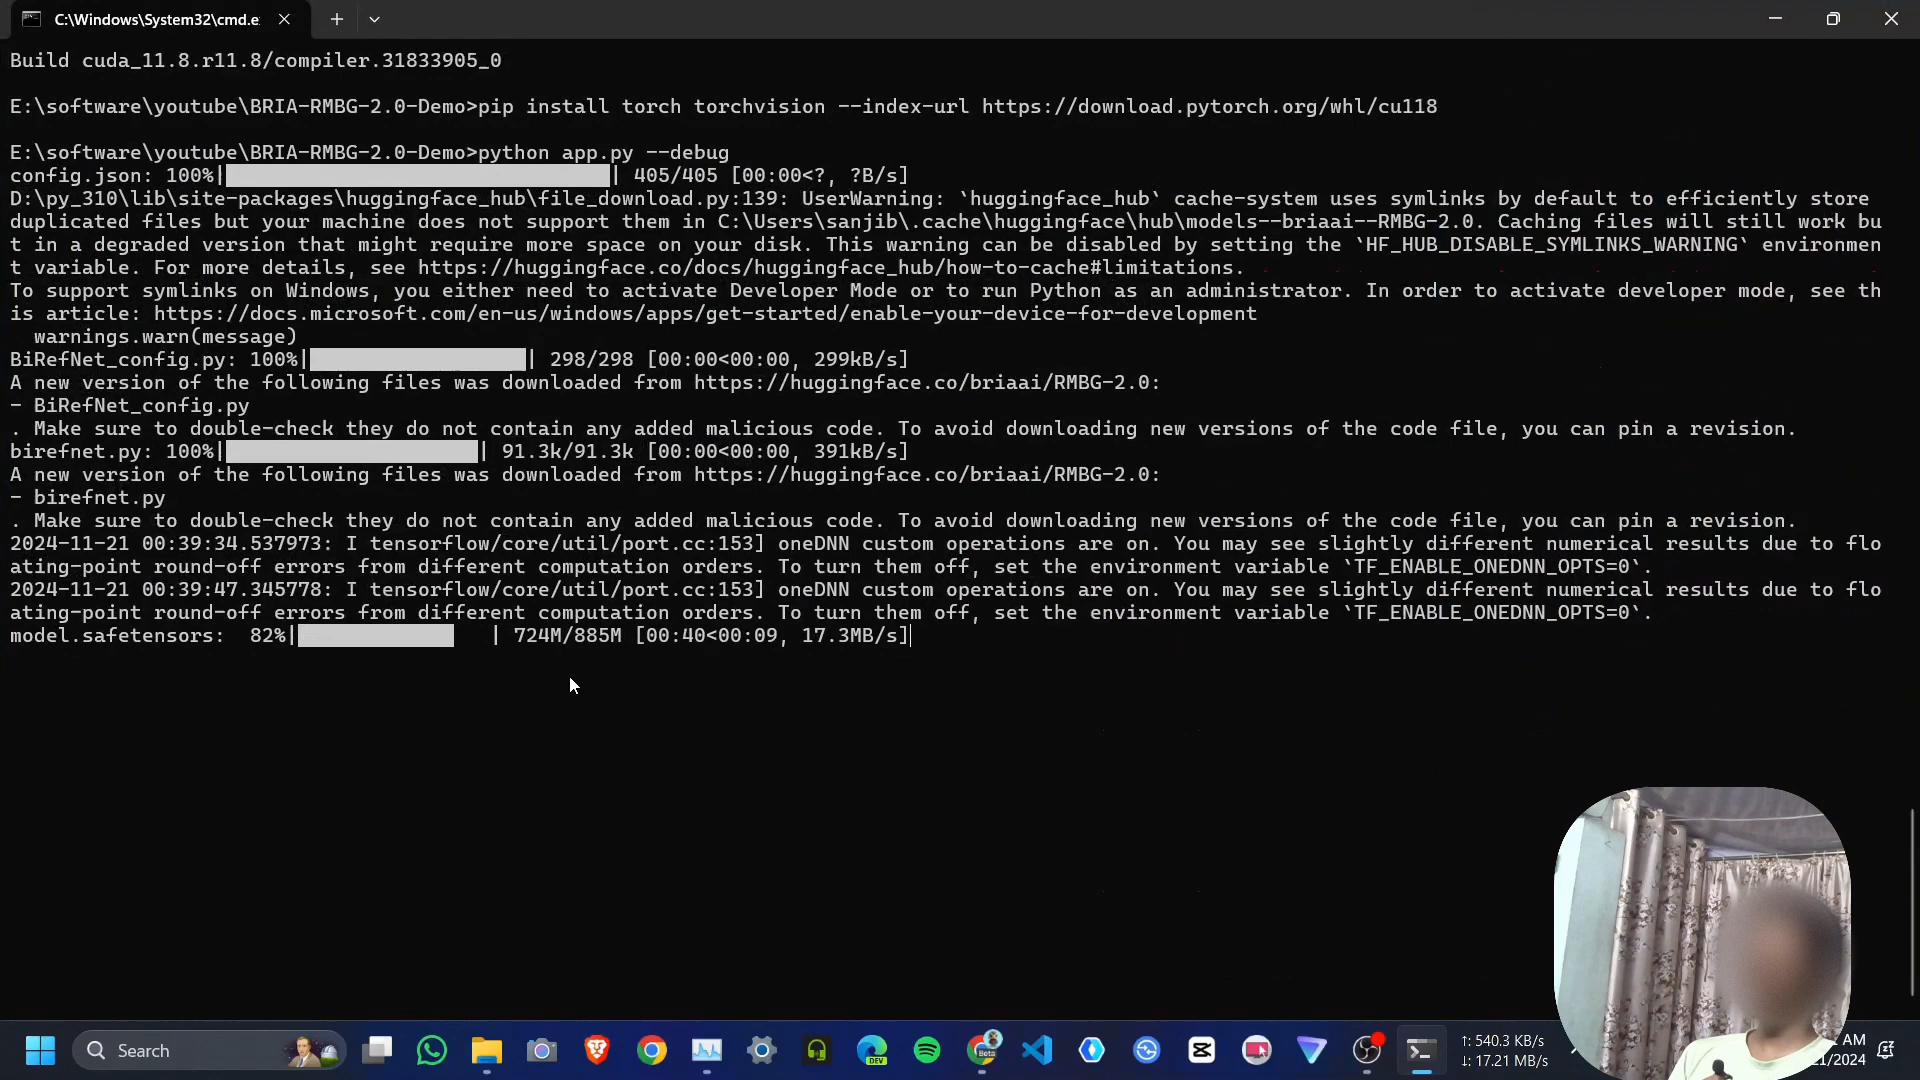 C:\Windows\System32\cmd.e
Build cuda_11.8.r11.8/compiler.31833905_0
E:\software\youtube\BRIA-RMBG-2.0-Demo>pip install torch torchvision --index-url https://download.pytorch.org/whl/cu118
E:\software\youtube\BRIA-RMBG-2.0-Demo>python app.py --debug
config.json: 100%|          | 405/405 [00:00<?, ?B/s]
D:\py_310\lib\site-packages\huggingface_hub\file_download.py:139: UserWarning: `huggingface_hub` cache-system uses symlinks by default to efficiently store
duplicated files but your machine does not support them in C:\Users\sanjib\.cache\huggingface\hub\models--briaai--RMBG-2.0. Caching files will still work bu
t in a degraded version that might require more space on your disk. This warning can be disabled by setting the `HF_HUB_DISABLE_SYMLINKS_WARNING` environmen
t variable. For more details, see https://huggingface.co/docs/huggingface_hub/how-to-cache#limitations.
To support symlinks on Windows, you either need to activate Developer Mode or to run Python as an administrator. In order to activate developer mode, see th
is article: https://docs.microsoft.com/en-us/windows/apps/get-started/enable-your-device-for-development
warnings.warn(message)
BiRefNet_config.py: 100%|          | 298/298 [00:00<00:00, 299kB/s]
A new version of the following files was downloaded from https://huggingface.co/briaai/RMBG-2.0:
- BiRefNet_config.py
. Make sure to double-check they do not contain any added malicious code. To avoid downloading new versions of the code file, you can pin a revision.
birefnet.py: 100%|          | 91.3k/91.3k [00:00<00:00, 391kB/s]
A new version of the following files was downloaded from https://huggingface.co/briaai/RMBG-2.0:
- birefnet.py
. Make sure to double-check they do not contain any added malicious code. To avoid downloading new versions of the code file, you can pin a revision.
2024-11-21 00:39:34.537973: I tensorflow/core/util/port.cc:153] oneDNN custom operations are on. You may see slightly different numerical results due to flo
ating-point round-off errors from different computation orders. To turn them off, set the environment variable `TF_ENABLE_ONEDNN_OPTS=0`.
2024-11-21 00:39:47.345778: I tensorflow/core/util/port.cc:153] oneDNN custom operations are on. You may see slightly different numerical results due to flo
ating-point round-off errors from different computation orders. To turn them off, set the environment variable `TF_ENABLE_ONEDNN_OPTS=0`.
model.safetensors:  82%|          | 724M/885M [00:40<00:09, 17.3MB/s]
Search
DEV
Beta
↑: 540.3 KB/s
↓: 17.21 MB/s
AM
/2024